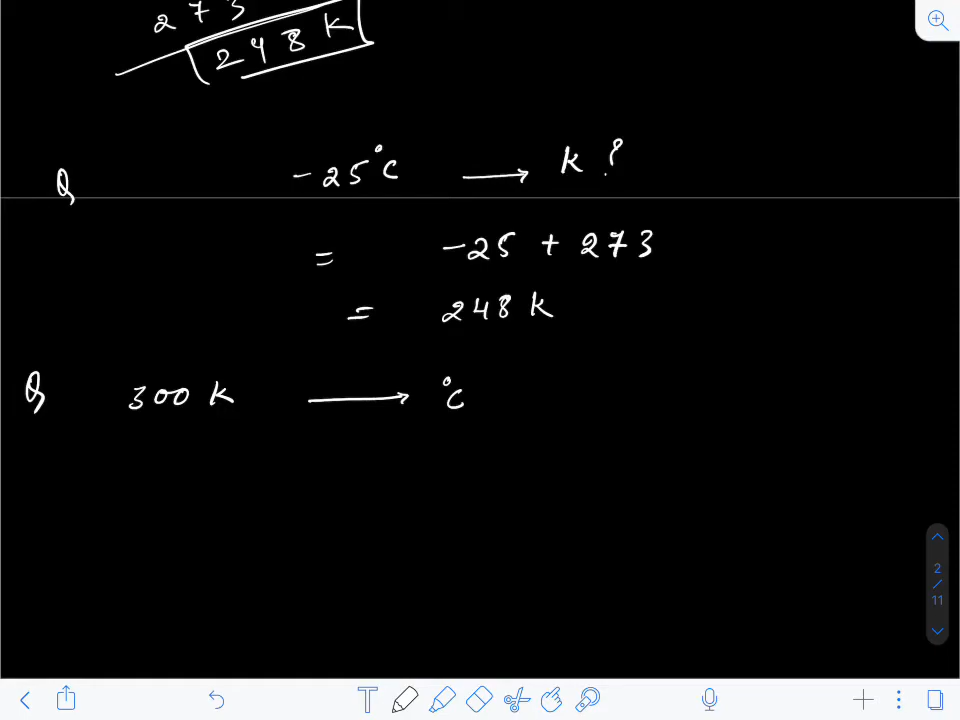 273
248 K
Q -25°C → K ?
= -25 + 273
= 248 K
Q 300 K → °C
2
/
11
T